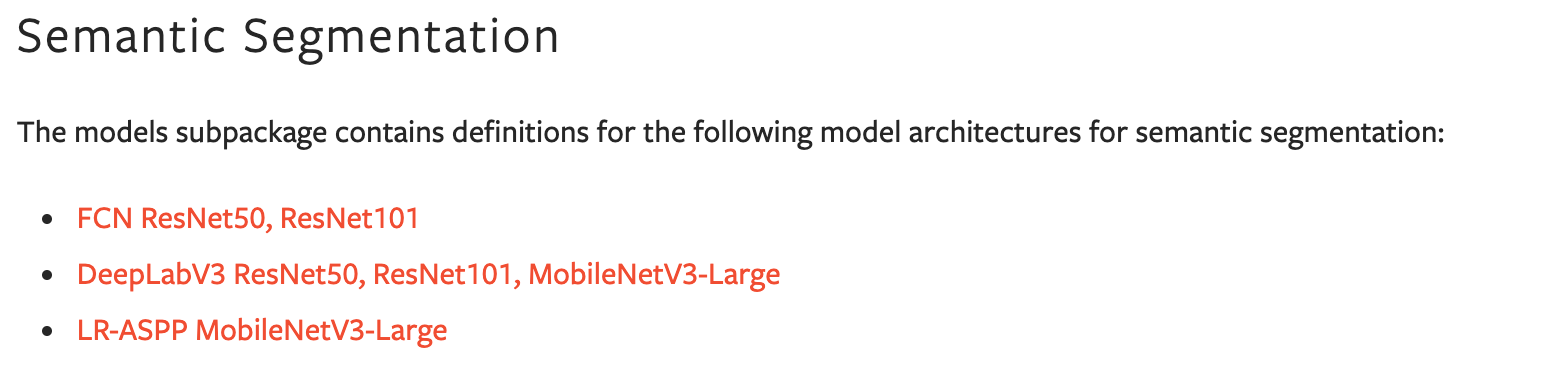 Semantic Segmentation
The models subpackage contains definitions for the following model architectures for semantic segmentation:
• FCN ResNet50, ResNet101
• DeepLabV3 ResNet50, ResNet101, MobileNetV3-Large
• LR-ASPP MobileNetV3-Large